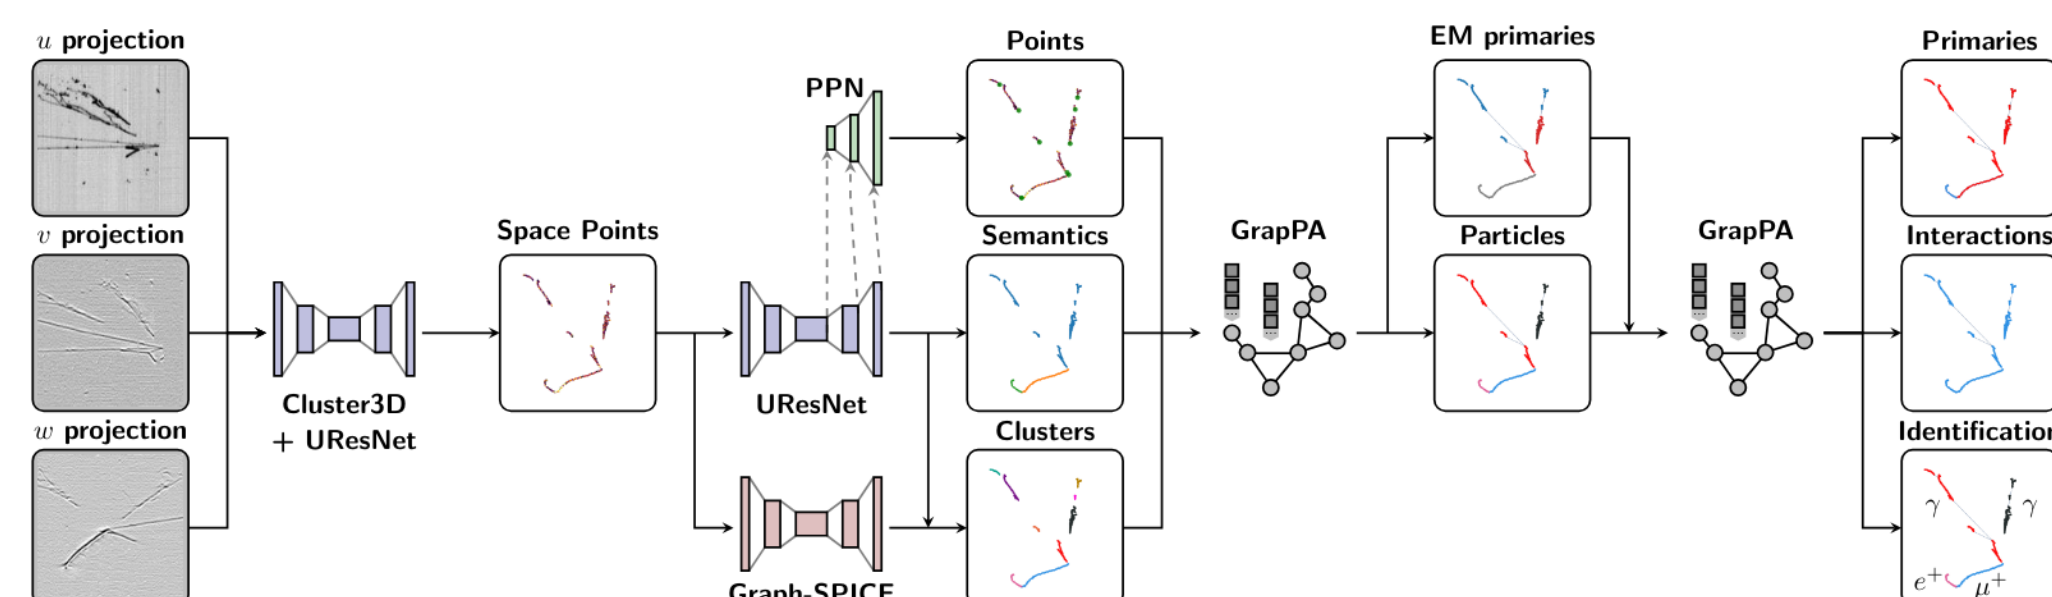 u projection
v projection
w projection
Cluster3D
+ UResNet
Space Points
PPN
UResNet
Graph-SPICE
Points
Semantics
Clusters
GrapPA
EM primaries
Particles
GrapPA
Primaries
Interactions
Identification
γ
γ
e+
μ+